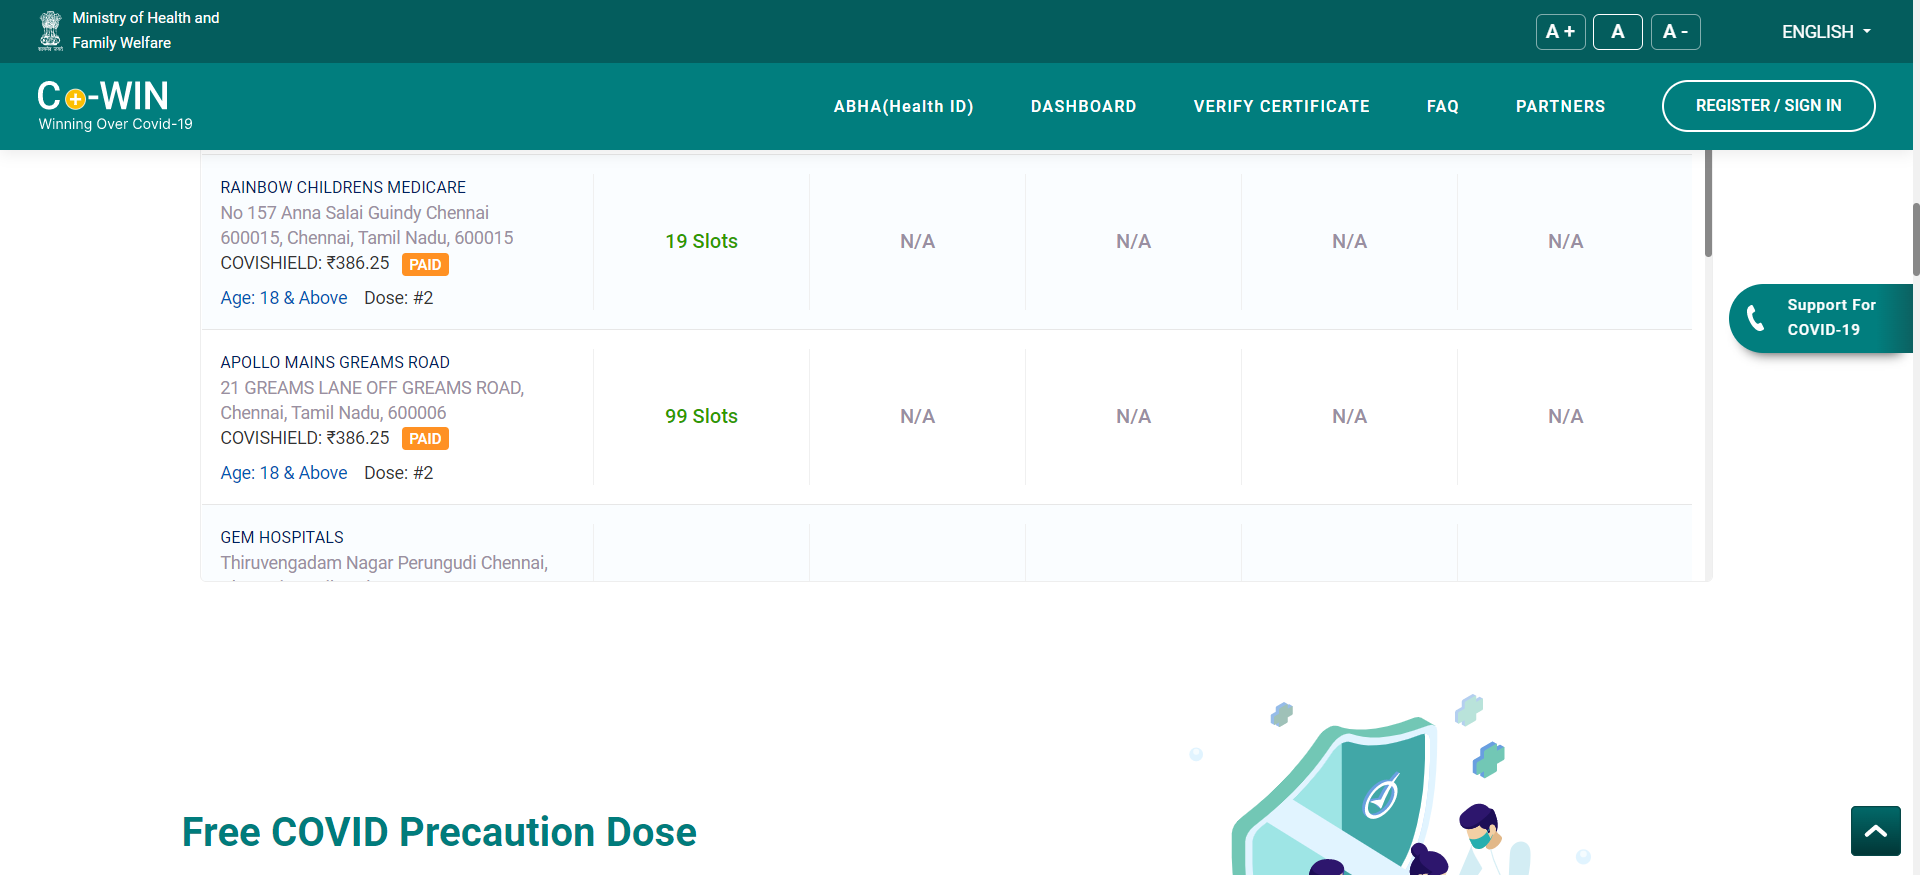 Ministry of Health and
Family Welfare
A +
A
A -
ENGLISH
Co-WIN
Winning Over Covid-19
ABHA(Health ID)
DASHBOARD
VERIFY CERTIFICATE
FAQ
PARTNERS
REGISTER / SIGN IN
RAINBOW CHILDRENS MEDICARE
No 157 Anna Salai Guindy Chennai
600015, Chennai, Tamil Nadu, 600015
COVISHIELD: ₹386.25 PAID
Age: 18 & Above Dose: #2
19 Slots
N/A
N/A
N/A
N/A
APOLLO MAINS GREAMS ROAD
21 GREAMS LANE OFF GREAMS ROAD,
Chennai, Tamil Nadu, 600006
COVISHIELD: ₹386.25 PAID
Age: 18 & Above Dose: #2
99 Slots
N/A
N/A
N/A
N/A
GEM HOSPITALS
Thiruvengadam Nagar Perungudi Chennai,
Support For
COVID-19
Free COVID Precaution Dose